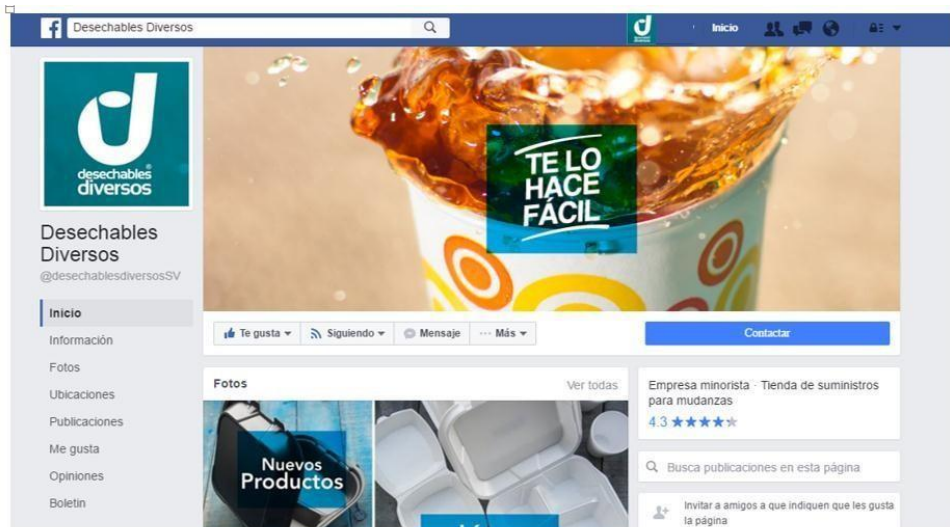 Desechables Diversos
Inicio
desechables
diversos
TE LO
HACE
FÁCIL
Desechables
Diversos
@desechablesdiversosSV
Inicio
Información
Fotos
Ubicaciones
Publicaciones
Me gusta
Opiniones
Boletin
Te gusta
Siguiendo
Mensaje
··· Más
Contactar
Fotos
Ver todas
Nuevos
Productos
Empresa minorista · Tienda de suministros
para mudanzas
4.3 ★★★★★
Busca publicaciones en esta página
Invitar a amigos a que indiquen que les gusta
la página